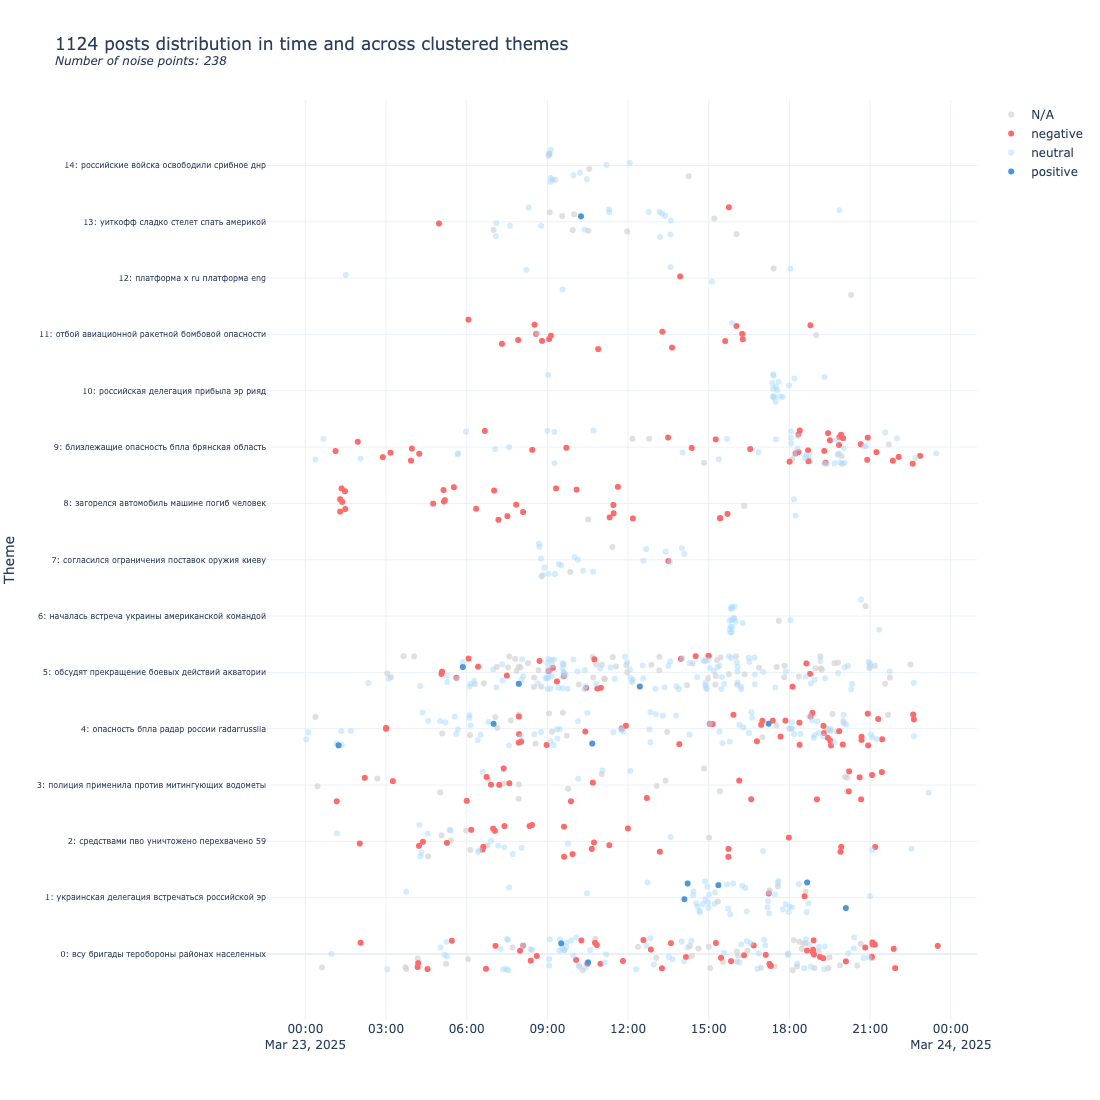 1124 posts distribution in time and across clustered themes
Number of noise points: 238
N/A
negative
neutral
positive
14: российские войска освободили срибное днр
13: уиткофф сладко стелет спать америкой
12: платформа x ru платформа eng
11: отбой авиационной ракетной бомбовой опасности
10: российская делегация прибыла эр рияд
9: близлежащие опасность бпла брянская область
8: загорелся автомобиль машине погиб человек
7: согласился ограничения поставок оружия киеву
6: началась встреча украины американской командой
5: обсудят прекращение боевых действий акватории
4: опасность бпла радар россии radarrussiia
3: полиция применила против митингующих водометы
2: средствами пво уничтожено перехвачено 59
1: украинская делегация встречаться российской эр
0: всу бригады теробороны районах населенных
Theme
00:00 03:00 06:00 09:00 12:00 15:00 18:00 21:00 00:00
Mar 23, 2025 Mar 24, 2025